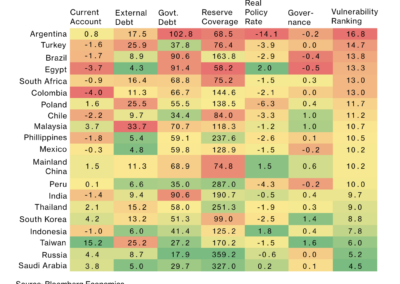 Current Account External Debt Govt. Debt Reserve Coverage Real Policy Rate Gover- nance Vulnerability Ranking
Argentina 0.8 17.5 102.8 68.5 -14.1 -0.2 16.8
Turkey -1.6 25.9 37.8 76.4 -3.9 0.0 14.7
Brazil -1.7 8.9 90.6 163.8 -2.9 -0.4 13.8
Egypt -3.7 4.3 91.4 58.2 2.0 -0.5 13.3
South Africa -0.9 16.4 68.8 75.2 -1.5 0.3 13.0
Colombia -4.0 11.3 66.7 144.6 -2.1 0.0 13.0
Poland 1.6 25.5 55.5 138.5 -6.3 0.4 11.7
Chile -2.2 9.7 34.4 84.0 -3.3 1.0 11.2
Malaysia 3.7 33.7 70.7 118.3 -1.2 1.0 10.7
Phillippines -1.8 5.4 59.1 237.6 -2.6 0.1 10.5
Mexico -0.3 4.8 59.8 128.9 -1.5 -0.2 10.2
Mainland China 1.5 11.3 68.9 74.8 1.5 0.6 10.2
Peru 0.1 6.6 35.0 287.0 -4.3 -0.2 10.0
India -1.4 9.4 90.6 190.7 -0.5 0.4 9.7
Thailand 2.1 15.2 58.0 251.3 -1.9 0.3 9.0
South Korea 4.2 13.2 51.3 99.0 -2.5 1.4 8.8
Indonesia -1.0 6.0 41.4 125.2 1.8 0.4 7.8
Taiwan 15.2 25.2 27.2 170.2 -1.5 1.6 6.0
Russia 4.4 8.7 17.9 359.2 -0.6 0.0 5.2
Saudi Arabia 3.8 5.0 29.7 327.0 0.2 0.1 4.5
Source: Bloomberg Economics